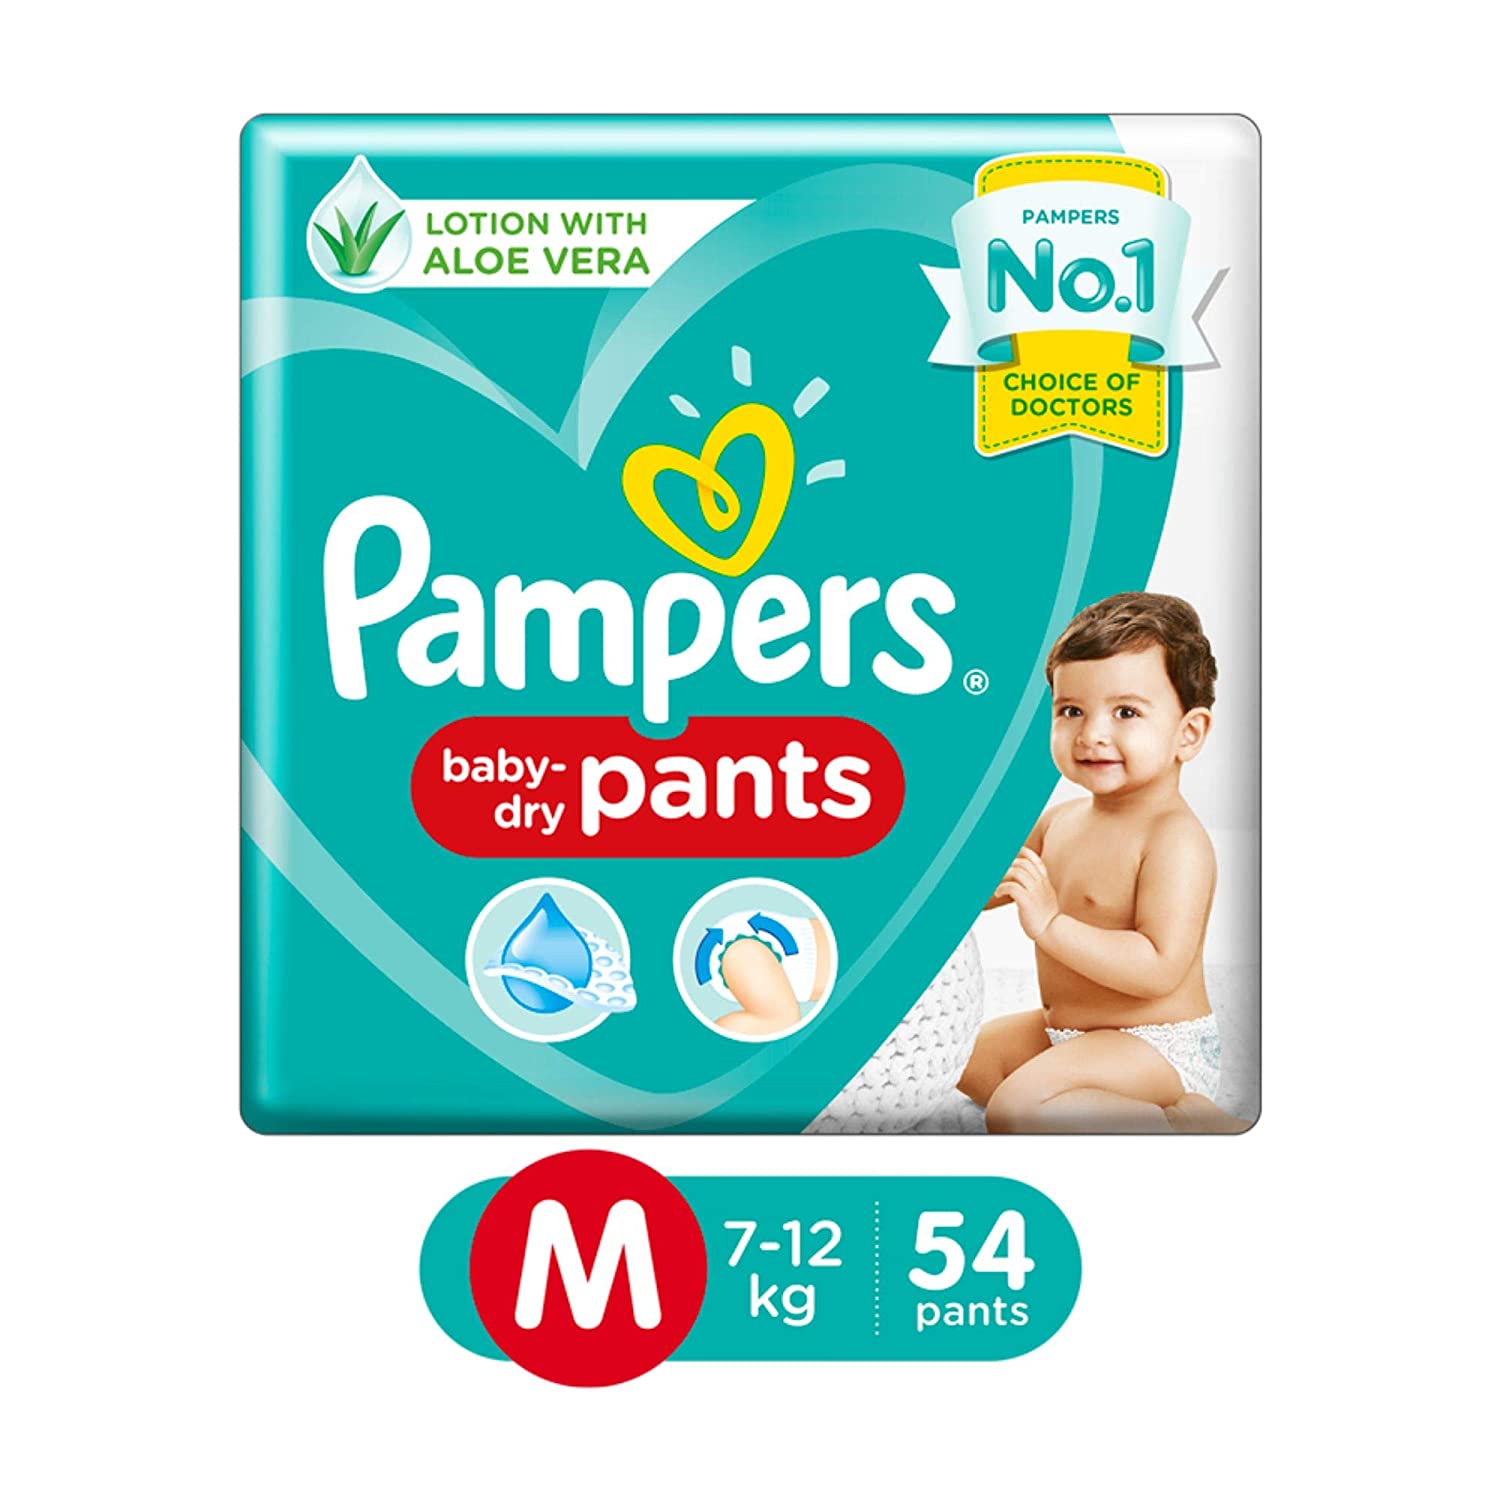 LOTION WITH
ALOE VERA
PAMPERS
No.1
CHOICE OF
DOCTORS
Pampers®
baby-
dry pants
M
7-12
kg
54
pants